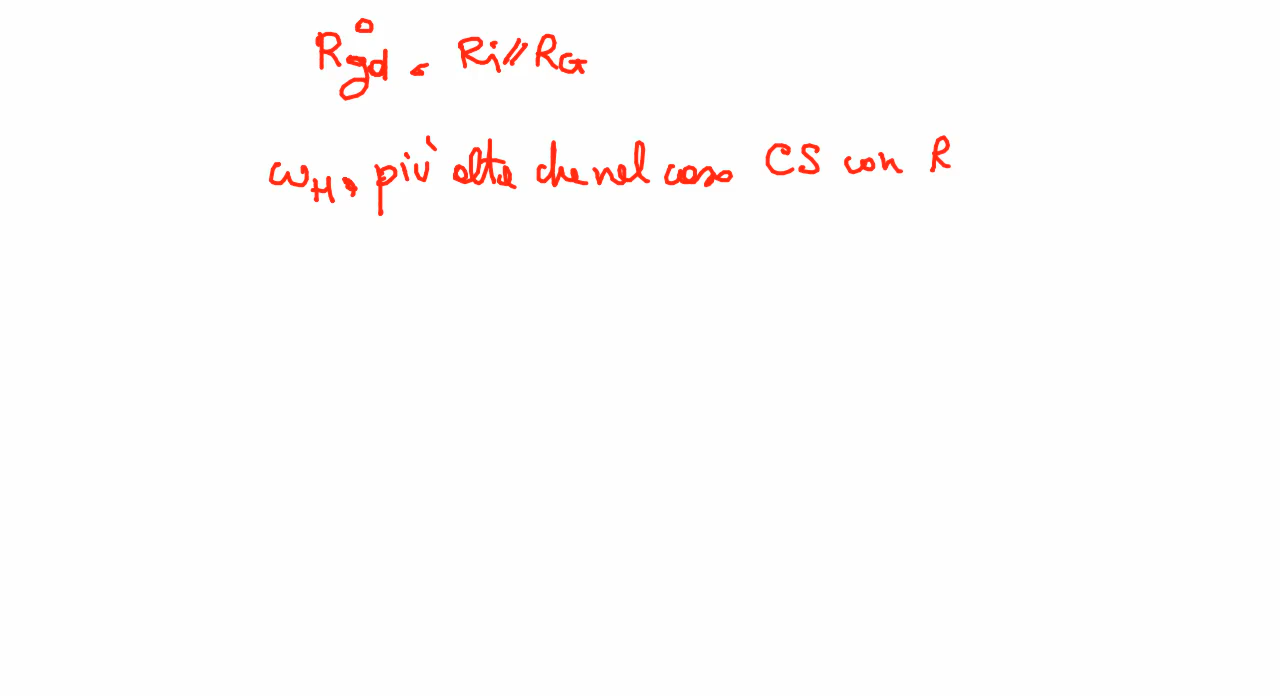 R°gd = Ri//RG
ωH. più alta che nel caso CS con R